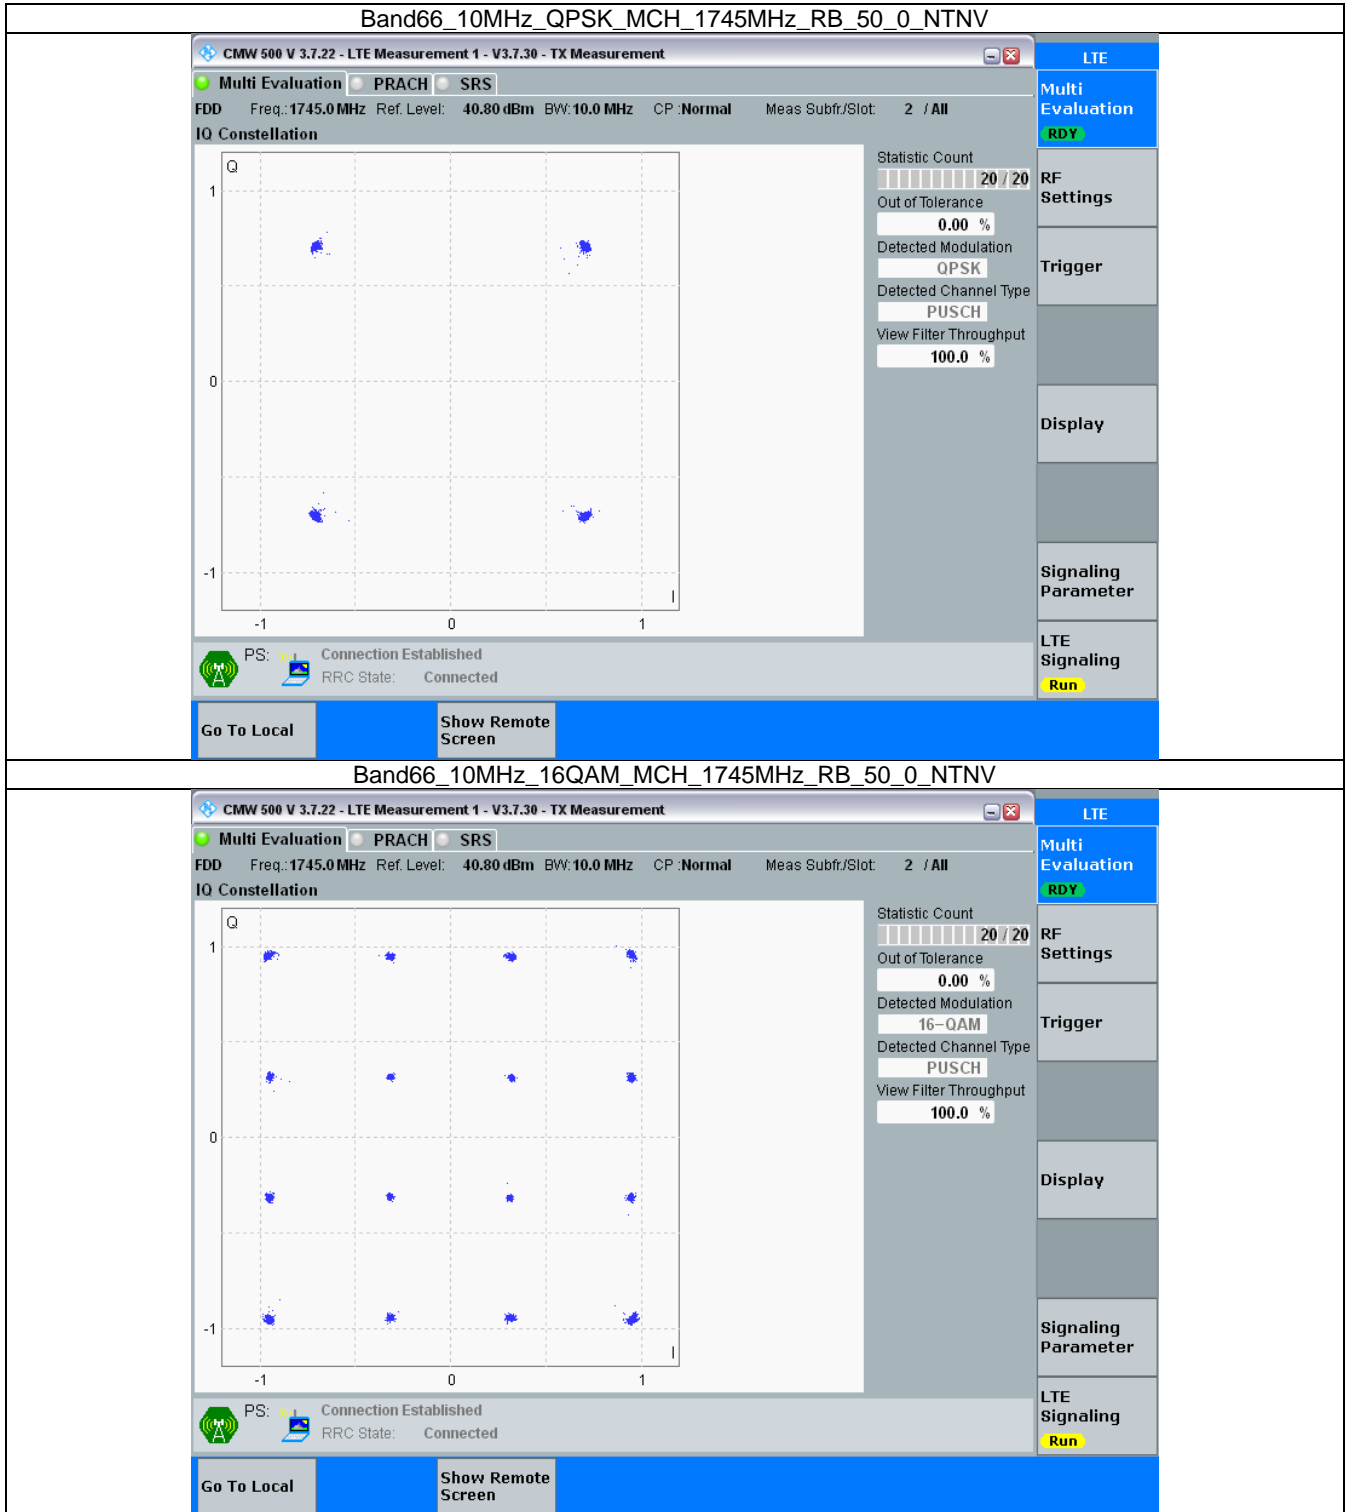 Band66_10MHz_QPSK_MCH_1745MHz_RB_50_0_NTNV
CMW 500 V 3.7.22 - LTE Measurement 1 - V3.7.30 - TX Measurement
LTE
Multi Evaluation PRACH SRS
Multi
Evaluation
RDY
FDD Freq.: 1745.0 MHz Ref. Level: 40.80 dBm BW: 10.0 MHz CP : Normal Meas Subfr./Slot: 2 / All
IQ Constellation
Q
1
0
-1
I
-1 0 1
Statistic Count
20 / 20
Out of Tolerance
0.00 %
Detected Modulation
QPSK
Detected Channel Type
PUSCH
View Filter Throughput
100.0 %
RF
Settings
Trigger
Display
Signaling
Parameter
LTE
Signaling
Run
PS: Connection Established
RRC State: Connected
Go To Local
Show Remote
Screen
Band66_10MHz_16QAM_MCH_1745MHz_RB_50_0_NTNV
CMW 500 V 3.7.22 - LTE Measurement 1 - V3.7.30 - TX Measurement
LTE
Multi Evaluation PRACH SRS
Multi
Evaluation
RDY
FDD Freq.: 1745.0 MHz Ref. Level: 40.80 dBm BW: 10.0 MHz CP : Normal Meas Subfr./Slot: 2 / All
IQ Constellation
Q
1
0
-1
I
-1 0 1
Statistic Count
20 / 20
Out of Tolerance
0.00 %
Detected Modulation
16-QAM
Detected Channel Type
PUSCH
View Filter Throughput
100.0 %
RF
Settings
Trigger
Display
Signaling
Parameter
LTE
Signaling
Run
PS: Connection Established
RRC State: Connected
Go To Local
Show Remote
Screen